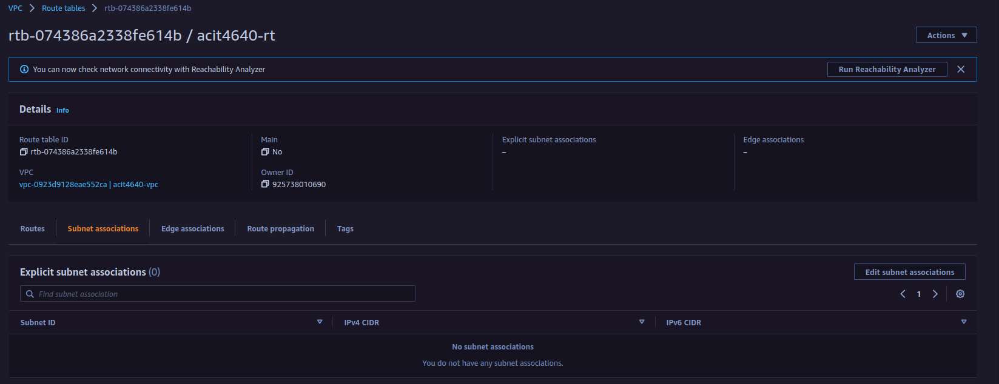 VPC > Route tables > rtb-074386a2338fe614b
rtb-074386a2338fe614b / acit4640-rt
Actions
You can now check network connectivity with Reachability Analyzer
Run Reachability Analyzer
Details Info
Route table ID
rtb-074386a2338fe614b
Main
No
Explicit subnet associations
–
Edge associations
–
VPC
vpc-0923d9128eae552ca | acit4640-vpc
Owner ID
925738010690
Routes
Subnet associations
Edge associations
Route propagation
Tags
Explicit subnet associations (0)
Edit subnet associations
Find subnet association
1
Subnet ID
IPv4 CIDR
IPv6 CIDR
No subnet associations
You do not have any subnet associations.